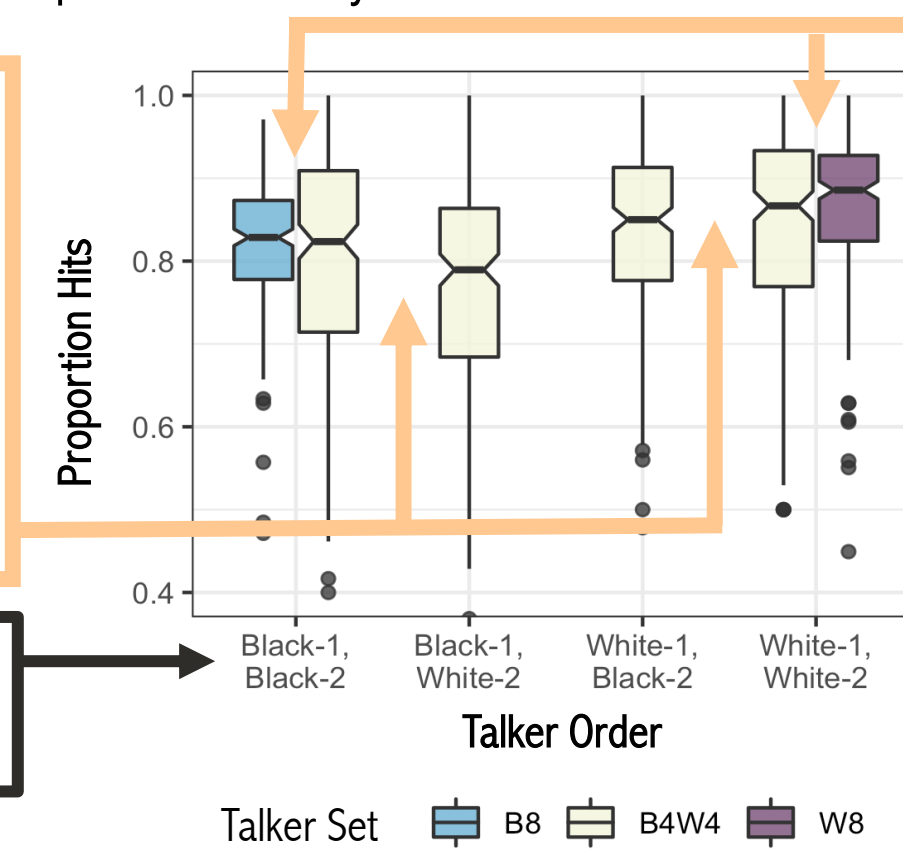 1.0
0.8
0.6
0.4
Proportion Hits
Black-1,
Black-2
Black-1,
White-2
White-1,
Black-2
White-1,
White-2
Talker Order
Talker Set
B8
B4W4
W8